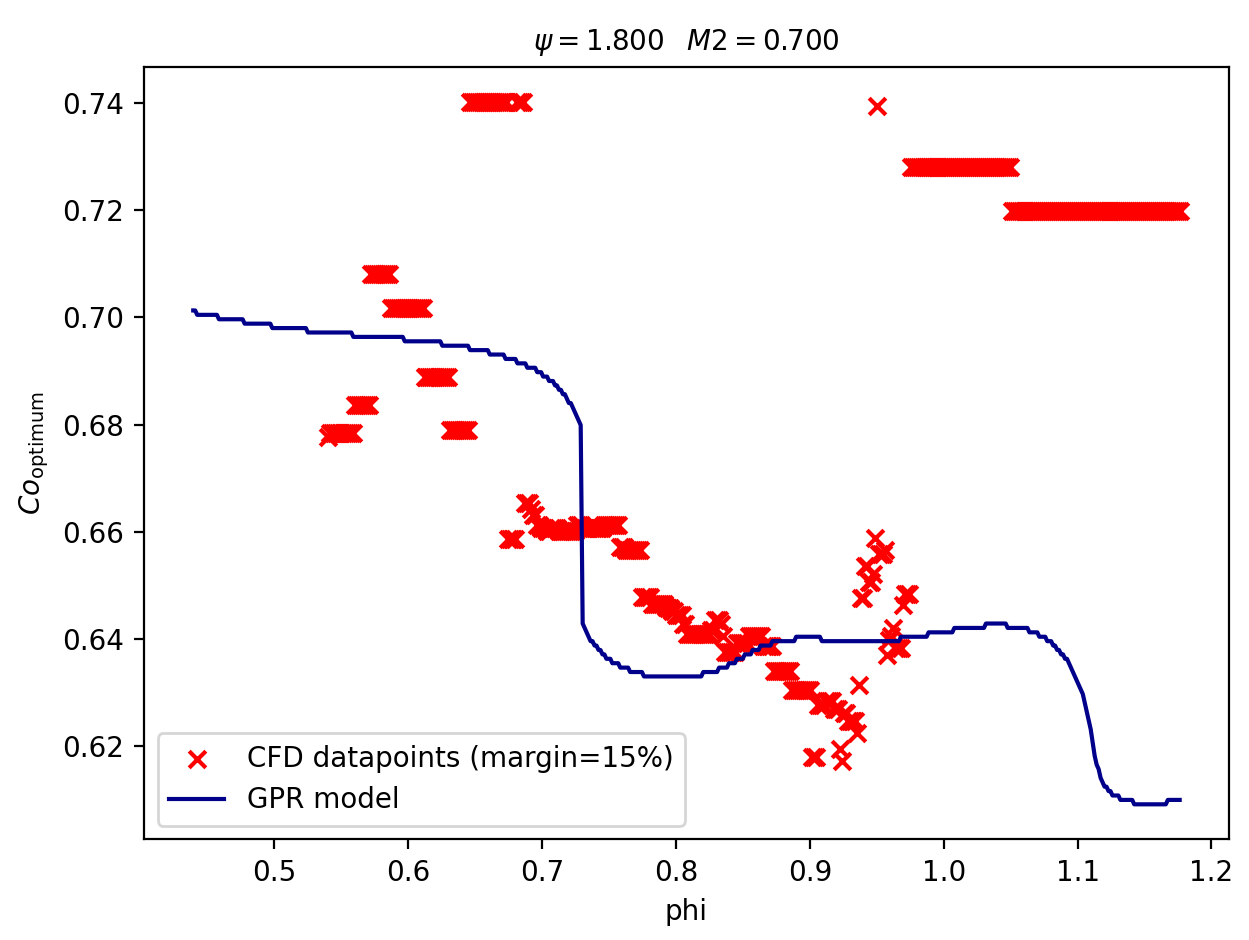 ψ = 1.800 M2 = 0.700
0.74
0.72
0.70
0.68
0.66
0.64
0.62
Co_optimum
CFD datapoints (margin=15%)
GPR model
0.5 0.6 0.7 0.8 0.9 1.0 1.1 1.2
phi